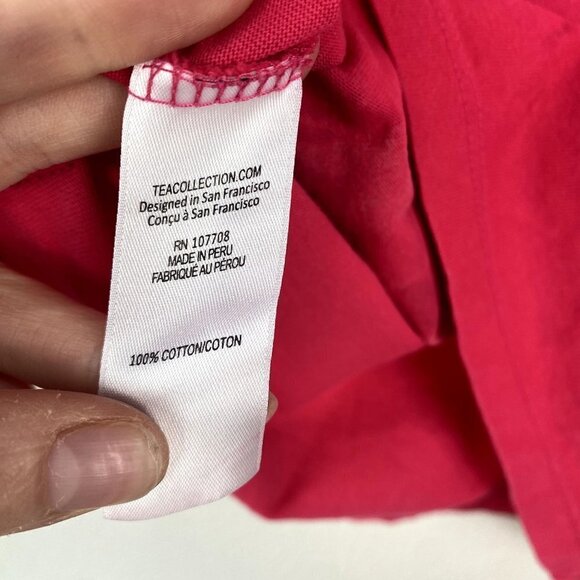 TEACOLLECTION.COM
Designed in San Francisco
Conçu à San Francisco
RN 107708
MADE IN PERU
FABRIQUÉ AU PÉROU
100% COTTON/COTON